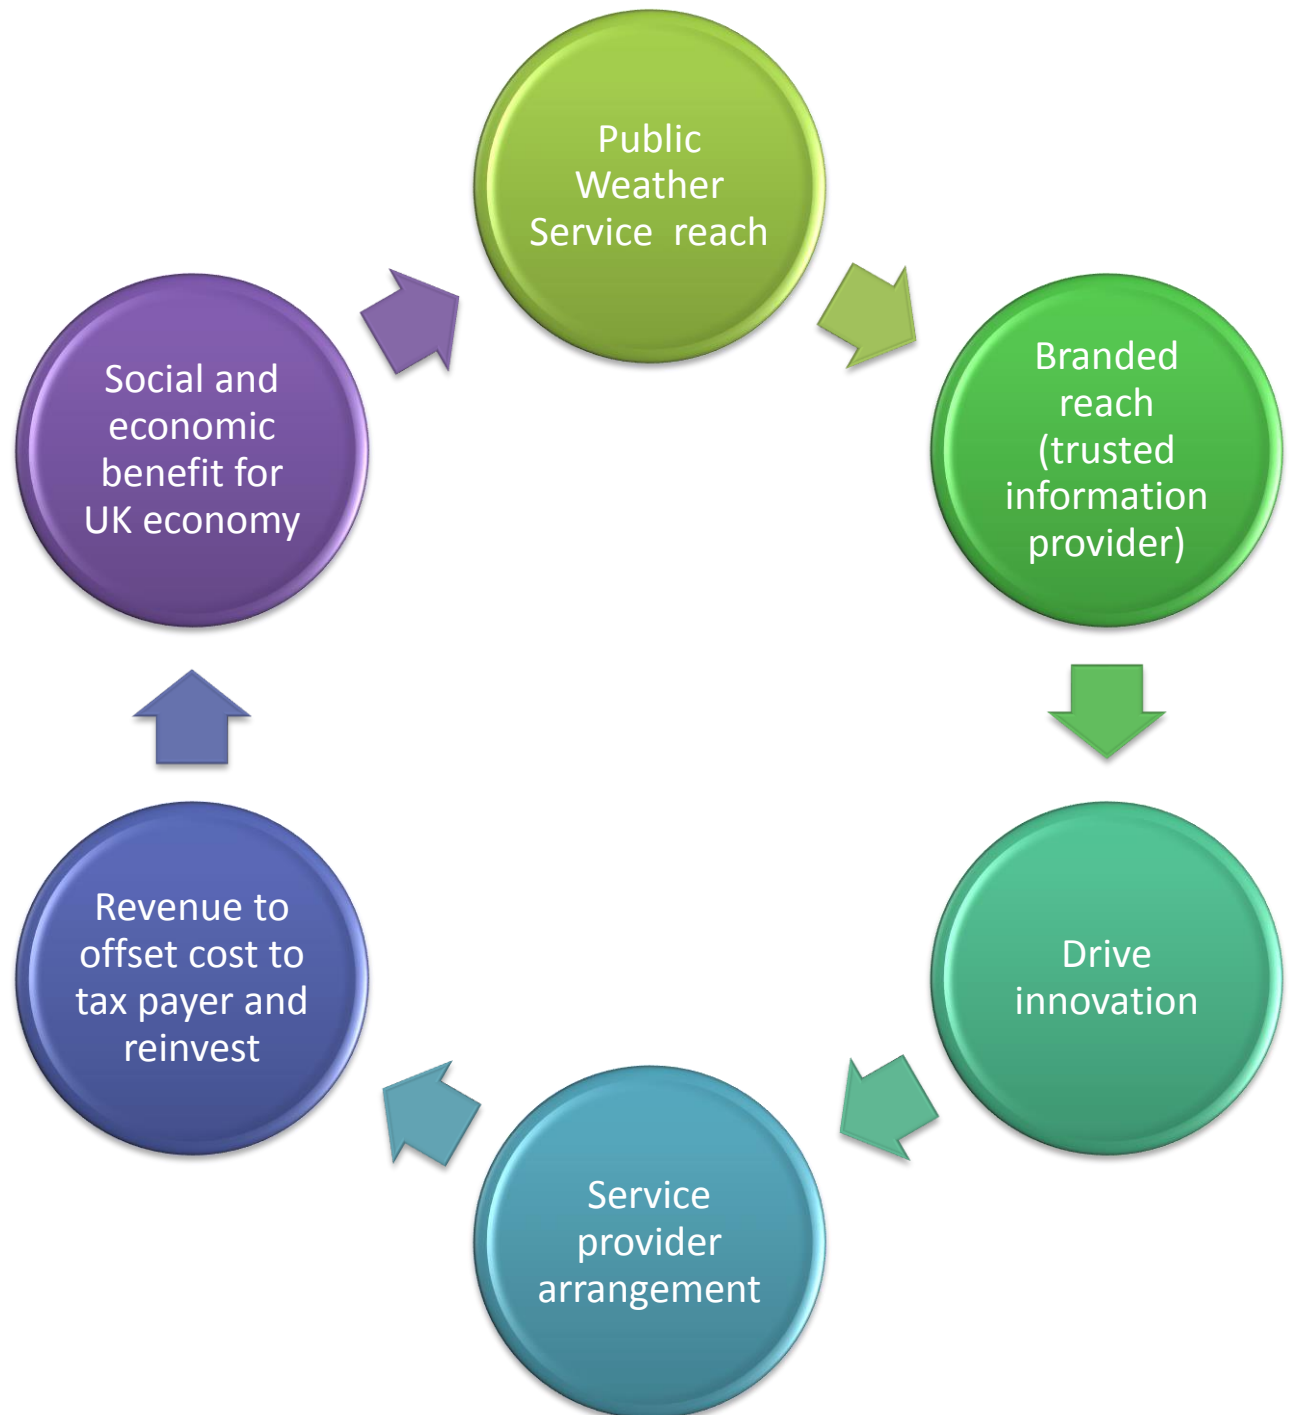 Public
Weather
Service reach
Branded
reach
(trusted
information
provider)
Drive
innovation
Service
provider
arrangement
Revenue to
offset cost to
tax payer and
reinvest
Social and
economic
benefit for
UK economy